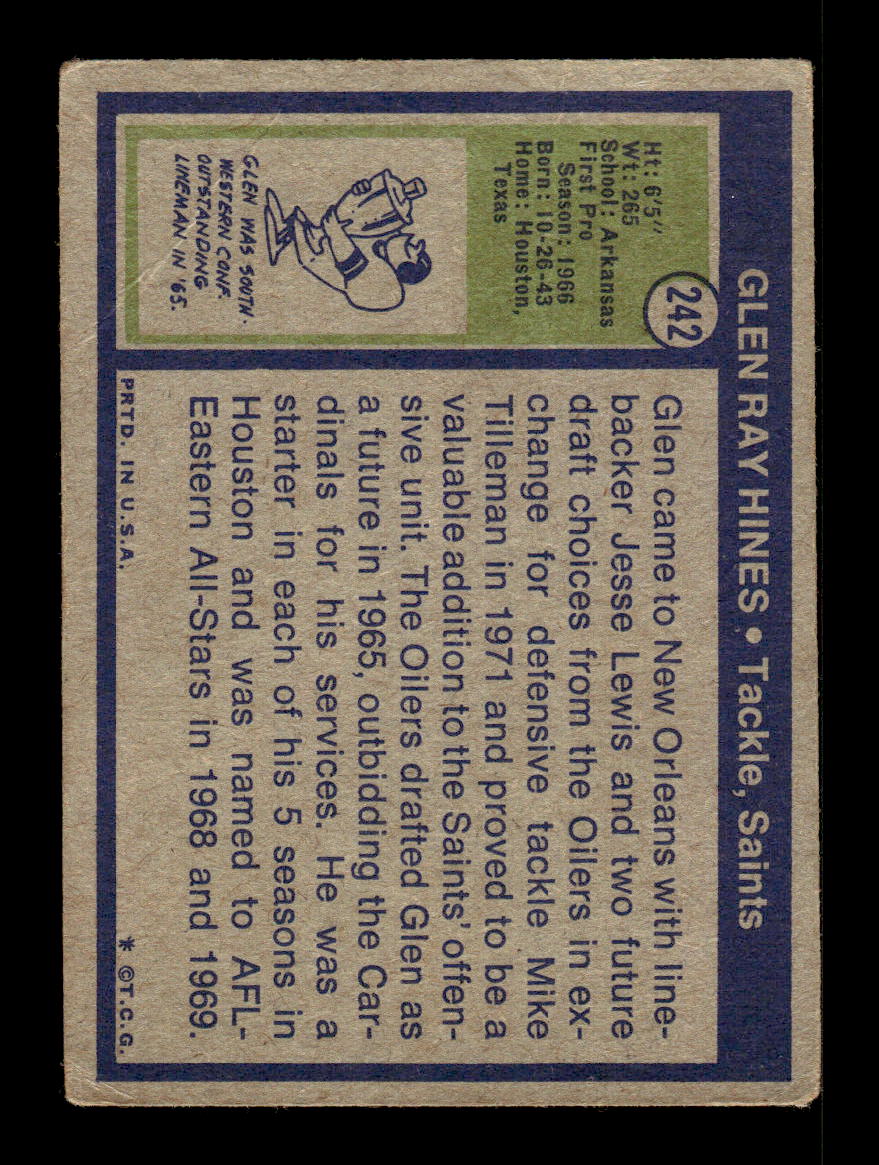 GLEN RAY HINES • Tackle, Saints
242
Ht: 6'5"
Wt: 265
School: Arkansas
First Pro
Season: 1966
Born: 10-26-43
Home: Houston,
Texas
GLEN WAS SOUTH-
WESTERN CONF.
OUTSTANDING
LINEMAN IN '65.
Glen came to New Orleans with line-
backer Jesse Lewis and two future
draft choices from the Oilers in ex-
change for defensive tackle Mike
Tilleman in 1971 and proved to be a
valuable addition to the Saints' offen-
sive unit. The Oilers drafted Glen as
a future in 1965, outbidding the Car-
dinals for his services. He was a
starter in each of his 5 seasons in
Houston and was named to AFL-
Eastern All-Stars in 1968 and 1969.
PRTD. IN U.S.A.
* ©T.C.G.